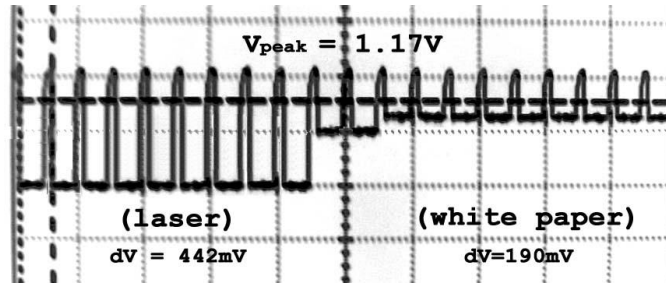 Vpeak = 1.17V
(laser)
(white paper)
dV = 442mV
dV=190mV